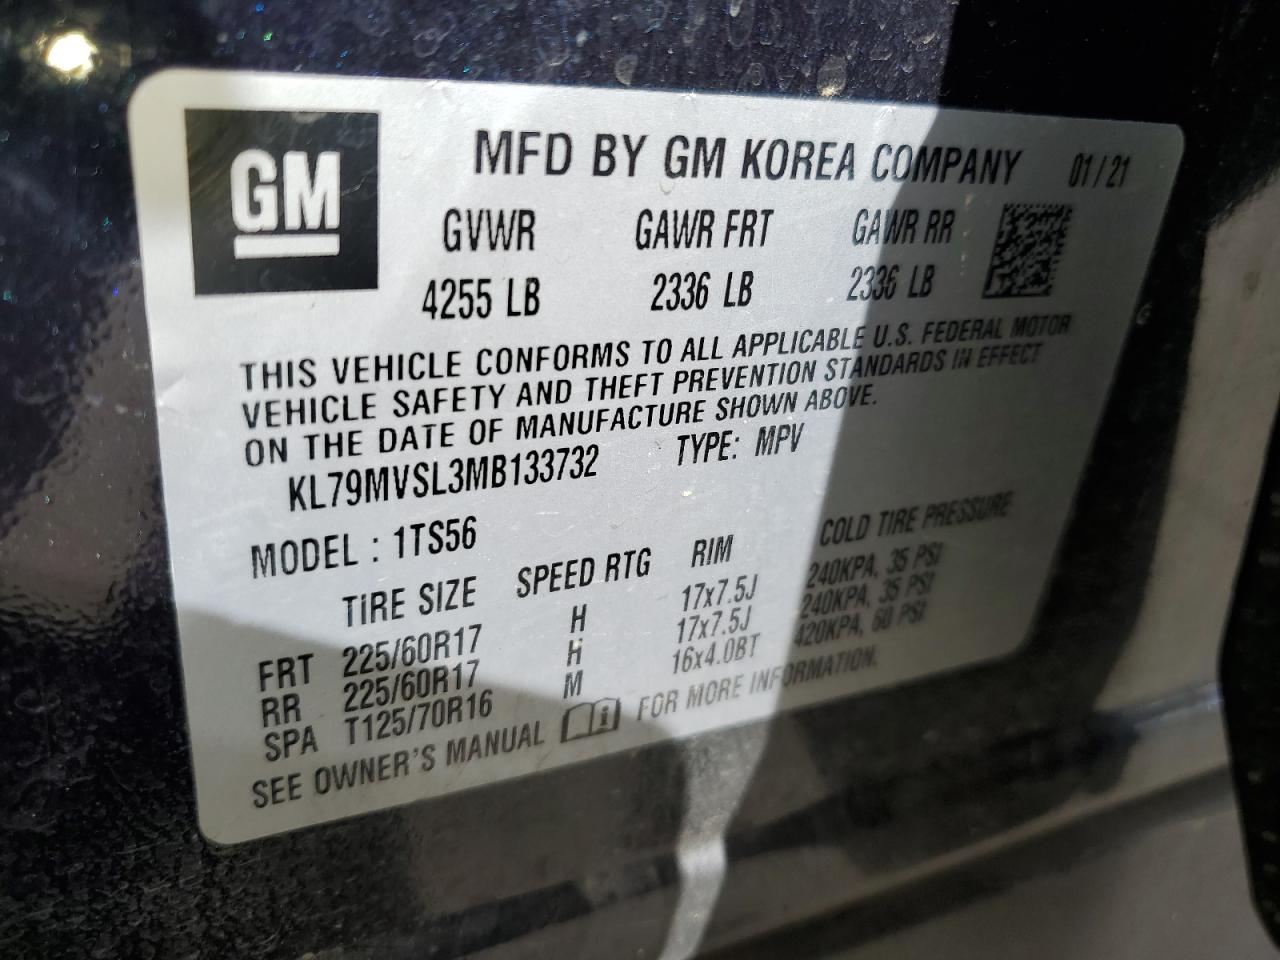 GM
MFD BY GM KOREA COMPANY 01/21
GVWR GAWR FRT GAWR RR
4255 LB 2336 LB 2336 LB
THIS VEHICLE CONFORMS TO ALL APPLICABLE U.S. FEDERAL MOTOR
VEHICLE SAFETY AND THEFT PREVENTION STANDARDS IN EFFECT
ON THE DATE OF MANUFACTURE SHOWN ABOVE.
KL79MVSL3MB133732 TYPE: MPV
MODEL : 1TS56
TIRE SIZE SPEED RTG RIM COLD TIRE PRESSURE
FRT 225/60R17 H 17x7.5J 240KPA, 35 PSI
RR 225/60R17 H 17x7.5J 240KPA, 35 PSI
SPA T125/70R16 M 16x4.0BT 420KPA, 60 PSI
SEE OWNER'S MANUAL FOR MORE INFORMATION.